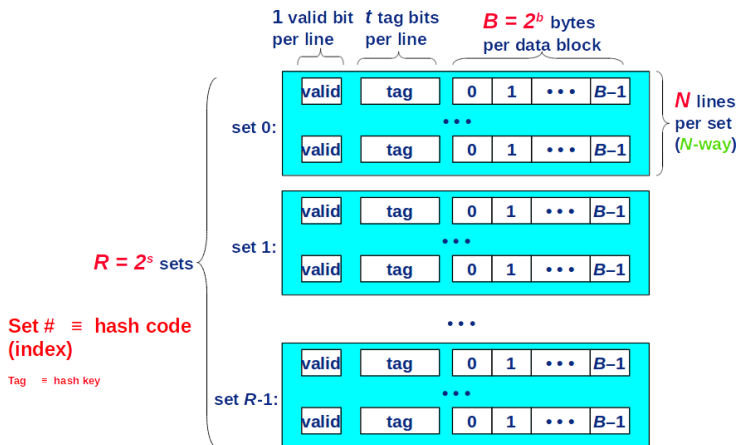 1 valid bit per line
t tag bits per line
B = 2^b bytes per data block
valid tag 0 1 • • • B–1
• • •
set 0:
valid tag 0 1 • • • B–1
N lines per set (N-way)
valid tag 0 1 • • • B–1
set 1:
• • •
valid tag 0 1 • • • B–1
R = 2^s sets
• • •
Set # ≡ hash code
(index)
Tag ≡ hash key
valid tag 0 1 • • • B–1
• • •
set R-1:
valid tag 0 1 • • • B–1